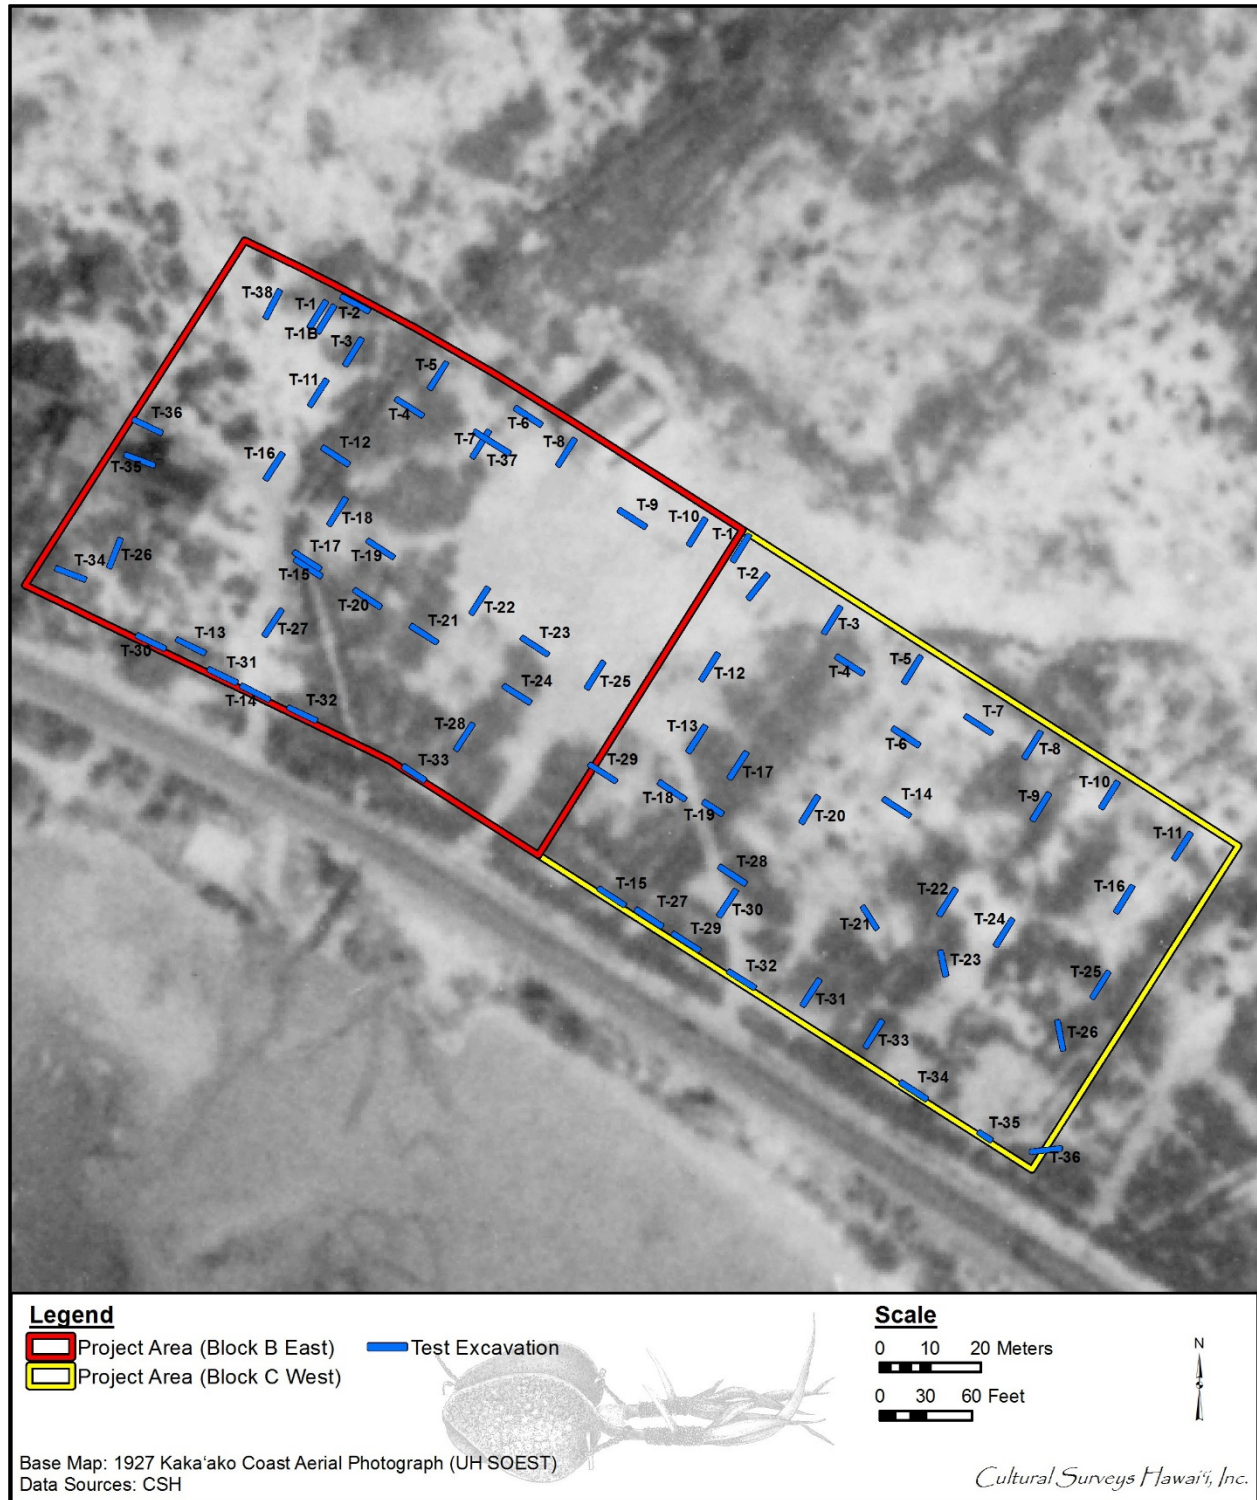 T-38
T-1
T-2
T-1B
T-3
T-5
T-11
T-4
T-6
T-36
T-7
T-8
T-12
T-37
T-16
T-35
T-9
T-10
T-1
T-18
T-17
T-19
T-34
T-26
T-15
T-2
T-20
T-22
T-3
T-27
T-21
T-13
T-23
T-30
T-4
T-5
T-12
T-31
T-25
T-14
T-24
T-32
T-7
T-28
T-13
T-6
T-8
T-17
T-33
T-29
T-18
T-10
T-19
T-20
T-14
T-9
T-11
T-28
T-15
T-16
T-27
T-30
T-22
T-21
T-24
T-29
T-23
T-32
T-25
T-31
T-26
T-33
T-34
T-35
T-36
Legend
Project Area (Block B East)
Test Excavation
Project Area (Block C West)
Scale
0 10 20 Meters
0 30 60 Feet
N
Base Map: 1927 Kakaʻako Coast Aerial Photograph (UH SOEST)
Data Sources: CSH
Cultural Surveys Hawaiʻi, Inc.